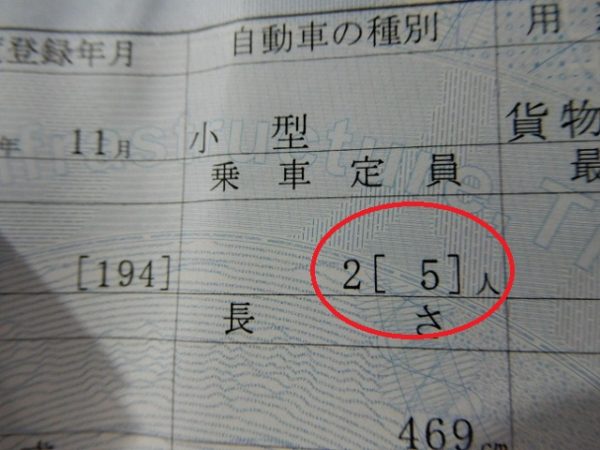 登録年月 自動車の種別 用
年 11月 小型 貨物
乗車定員 最
[194] 2[ 5]人
長さ
469cm